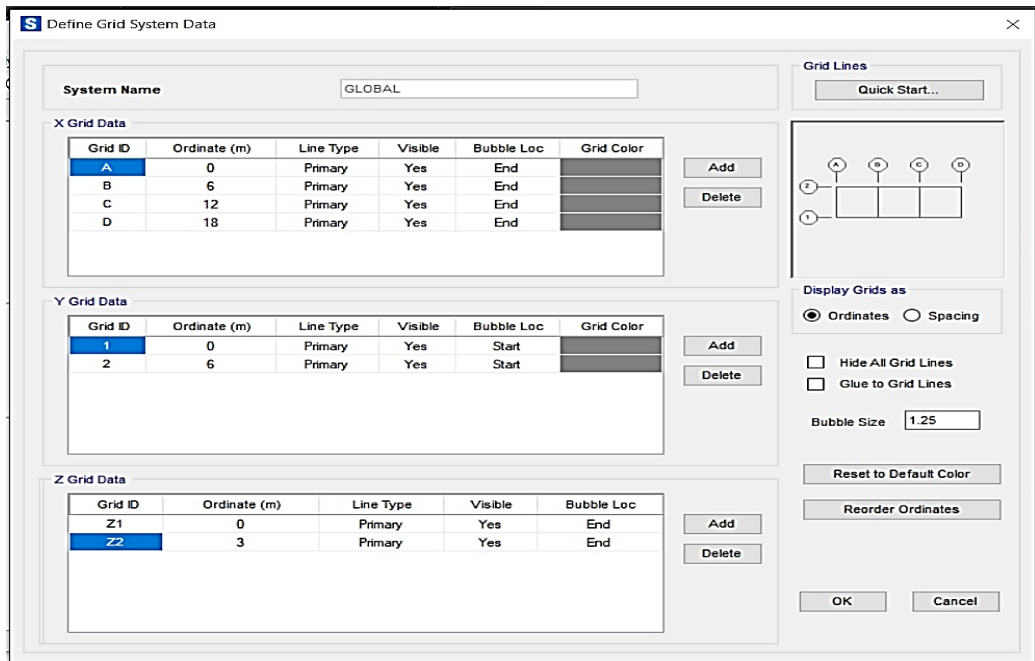 S Define Grid System Data
System Name GLOBAL
Grid Lines
Quick Start...
X Grid Data
Grid ID Ordinate (m) Line Type Visible Bubble Loc Grid Color
A 0 Primary Yes End
B 6 Primary Yes End
C 12 Primary Yes End
D 18 Primary Yes End
Add
Delete
A B C D
2
1
Y Grid Data
Grid ID Ordinate (m) Line Type Visible Bubble Loc Grid Color
1 0 Primary Yes Start
2 6 Primary Yes Start
Add
Delete
Display Grids as
Ordinates Spacing
Hide All Grid Lines
Glue to Grid Lines
Bubble Size 1.25
Z Grid Data
Grid ID Ordinate (m) Line Type Visible Bubble Loc
Z1 0 Primary Yes End
Z2 3 Primary Yes End
Add
Delete
Reset to Default Color
Reorder Ordinates
OK Cancel